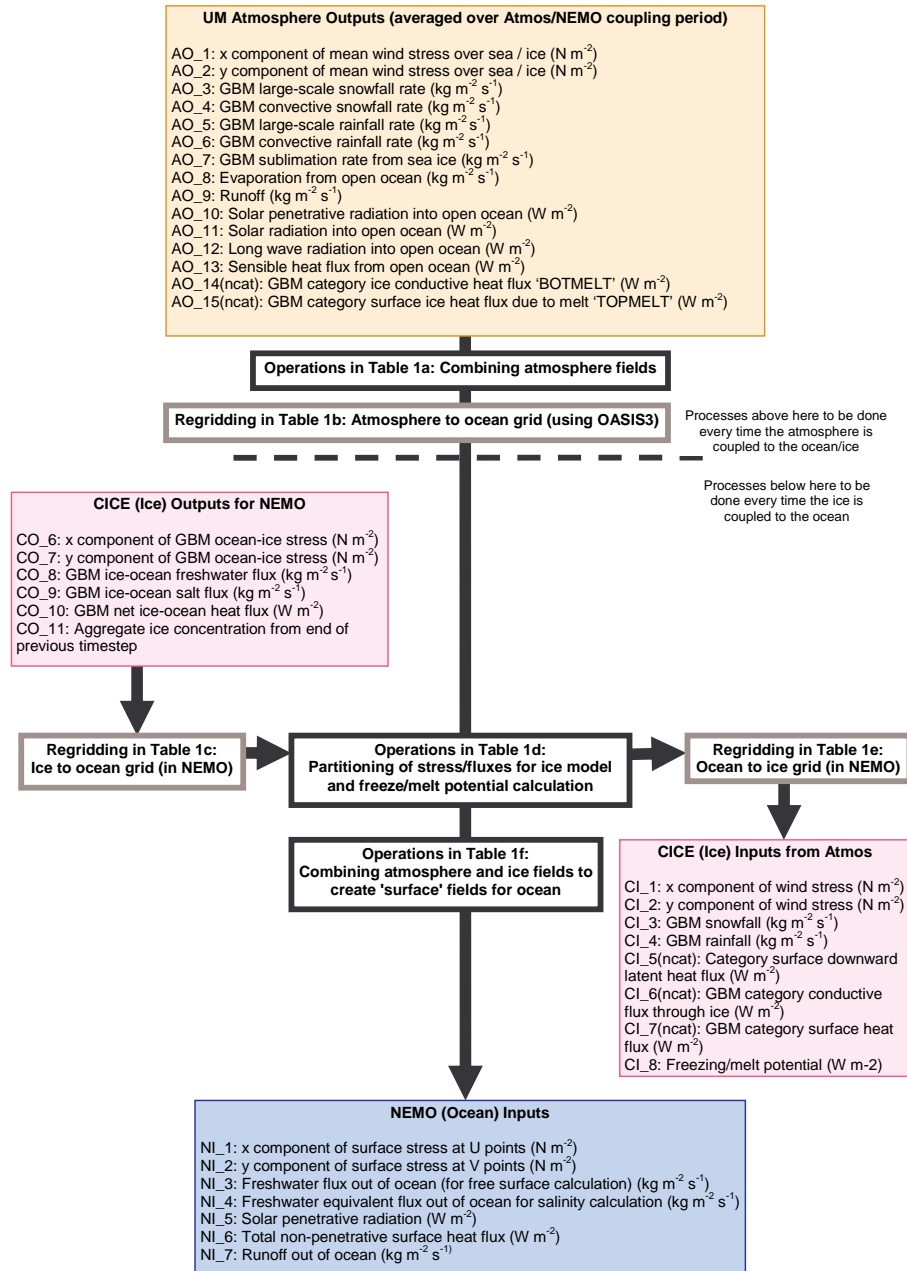 UM Atmosphere Outputs (averaged over Atmos/NEMO coupling period)
AO_1: x component of mean wind stress over sea / ice (N m⁻²)
AO_2: y component of mean wind stress over sea / ice (N m⁻²)
AO_3: GBM large-scale snowfall rate (kg m⁻² s⁻¹)
AO_4: GBM convective snowfall rate (kg m⁻² s⁻¹)
AO_5: GBM large-scale rainfall rate (kg m⁻² s⁻¹)
AO_6: GBM convective rainfall rate (kg m⁻² s⁻¹)
AO_7: GBM sublimation rate from sea ice (kg m⁻² s⁻¹)
AO_8: Evaporation from open ocean (kg m⁻² s⁻¹)
AO_9: Runoff (kg m⁻² s⁻¹)
AO_10: Solar penetrative radiation into open ocean (W m⁻²)
AO_11: Solar radiation into open ocean (W m⁻²)
AO_12: Long wave radiation into open ocean (W m⁻²)
AO_13: Sensible heat flux from open ocean (W m⁻²)
AO_14(ncat): GBM category ice conductive heat flux ‘BOTMELT’ (W m⁻²)
AO_15(ncat): GBM category surface ice heat flux due to melt ‘TOPMELT’ (W m⁻²)
Operations in Table 1a: Combining atmosphere fields
Regridding in Table 1b: Atmosphere to ocean grid (using OASIS3)
Processes above here to be done
every time the atmosphere is
coupled to the ocean/ice
Processes below here to be
done every time the ice is
coupled to the ocean
CICE (Ice) Outputs for NEMO
CO_6: x component of GBM ocean-ice stress (N m⁻²)
CO_7: y component of GBM ocean-ice stress (N m⁻²)
CO_8: GBM ice-ocean freshwater flux (kg m⁻² s⁻¹)
CO_9: GBM ice-ocean salt flux (kg m⁻² s⁻¹)
CO_10: GBM net ice-ocean heat flux (W m⁻²)
CO_11: Aggregate ice concentration from end of
previous timestep
Regridding in Table 1c:
Ice to ocean grid (in NEMO)
Operations in Table 1d:
Partitioning of stress/fluxes for ice model
and freeze/melt potential calculation
Regridding in Table 1e:
Ocean to ice grid (in NEMO)
Operations in Table 1f:
Combining atmosphere and ice fields to
create 'surface' fields for ocean
CICE (Ice) Inputs from Atmos
CI_1: x component of wind stress (N m⁻²)
CI_2: y component of wind stress (N m⁻²)
CI_3: GBM snowfall (kg m⁻² s⁻¹)
CI_4: GBM rainfall (kg m⁻² s⁻¹)
CI_5(ncat): Category surface downward
latent heat flux (W m⁻²)
CI_6(ncat): GBM category conductive
flux through ice (W m⁻²)
CI_7(ncat): GBM category surface heat
flux (W m⁻²)
CI_8: Freezing/melt potential (W m-2)
NEMO (Ocean) Inputs
NI_1: x component of surface stress at U points (N m⁻²)
NI_2: y component of surface stress at V points (N m⁻²)
NI_3: Freshwater flux out of ocean (for free surface calculation) (kg m⁻² s⁻¹)
NI_4: Freshwater equivalent flux out of ocean for salinity calculation (kg m⁻² s⁻¹)
NI_5: Solar penetrative radiation (W m⁻²)
NI_6: Total non-penetrative surface heat flux (W m⁻²)
NI_7: Runoff out of ocean (kg m⁻² s⁻¹⁾